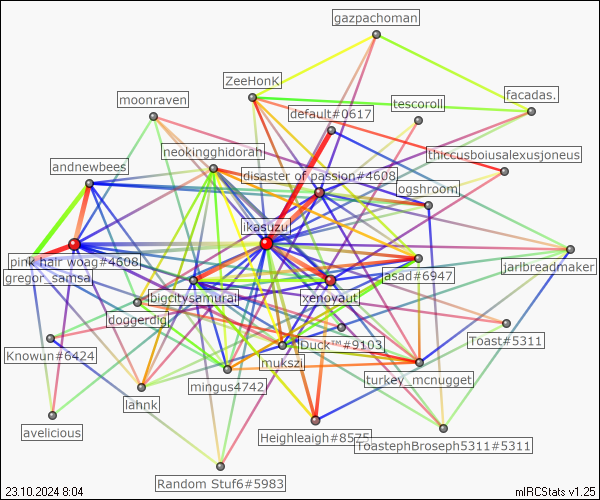 gazpachoman
ZeeHonK
facadas.
moonraven
tescoroll
default#0617
neokingghidorah
thiccusboiusalexusjoneus
andnewbees
disaster of passion#4608
ogshroom
ikasuzu
pink hair woag#4608
jarlbreadmaker
gregor_samsa
lasad#6947
bigcitysamurai
xenovaut
doggerdig
Toast#5311
Duck™#9103
Knowun#6424
mukszi
turkey_mcnugget
mingus4742
lahnk
avelicious
Heighleaigh#8575
ToastephBroseph5311#5311
Random Stuf6#5983
23.10.2024 8:04
mIRCStats v1.25